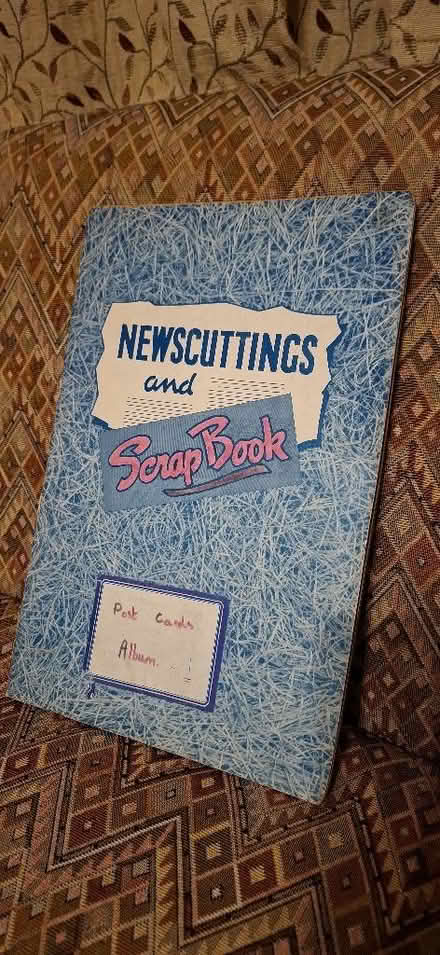 NEWSCUTTINGS
and
Scrap Book
Post Cards
Album.